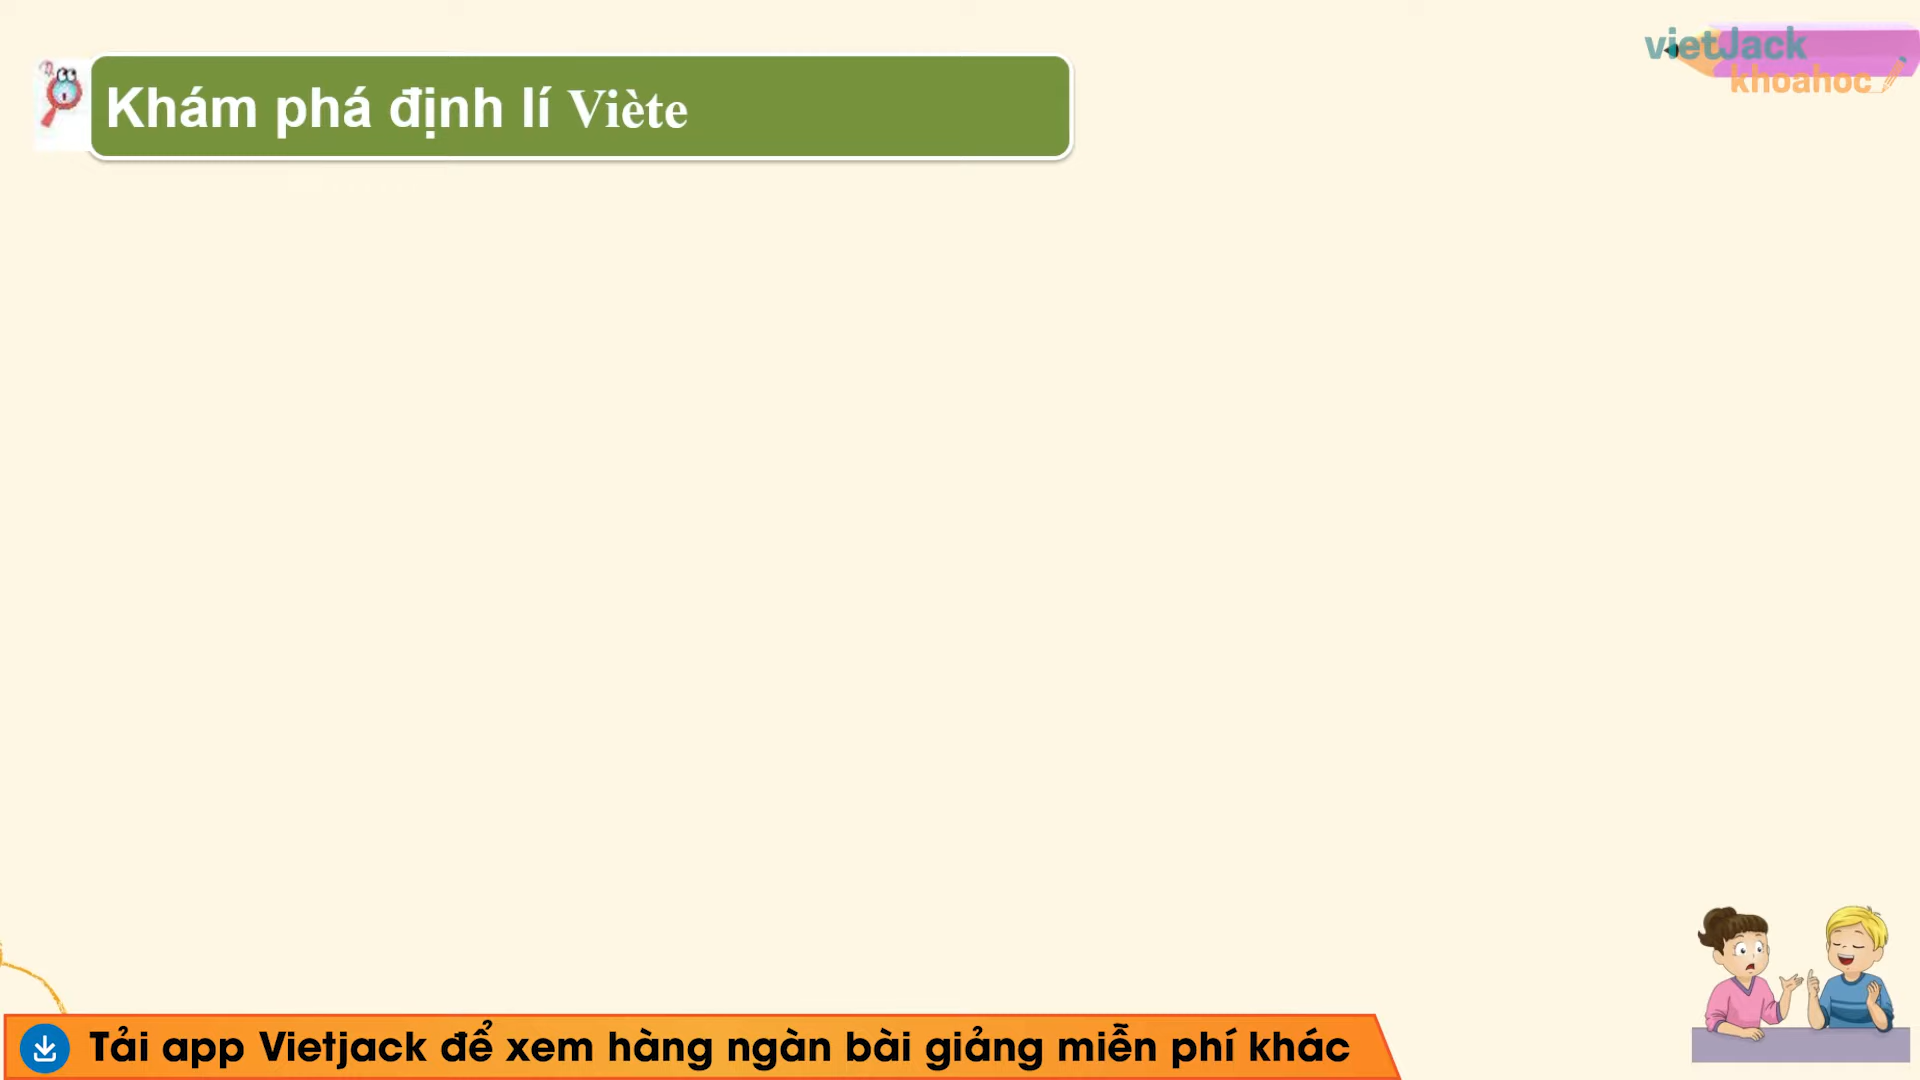 vietJack
khoahoc
Khám phá định lí Viète
Tải app Vietjack để xem hàng ngàn bài giảng miễn phí khác